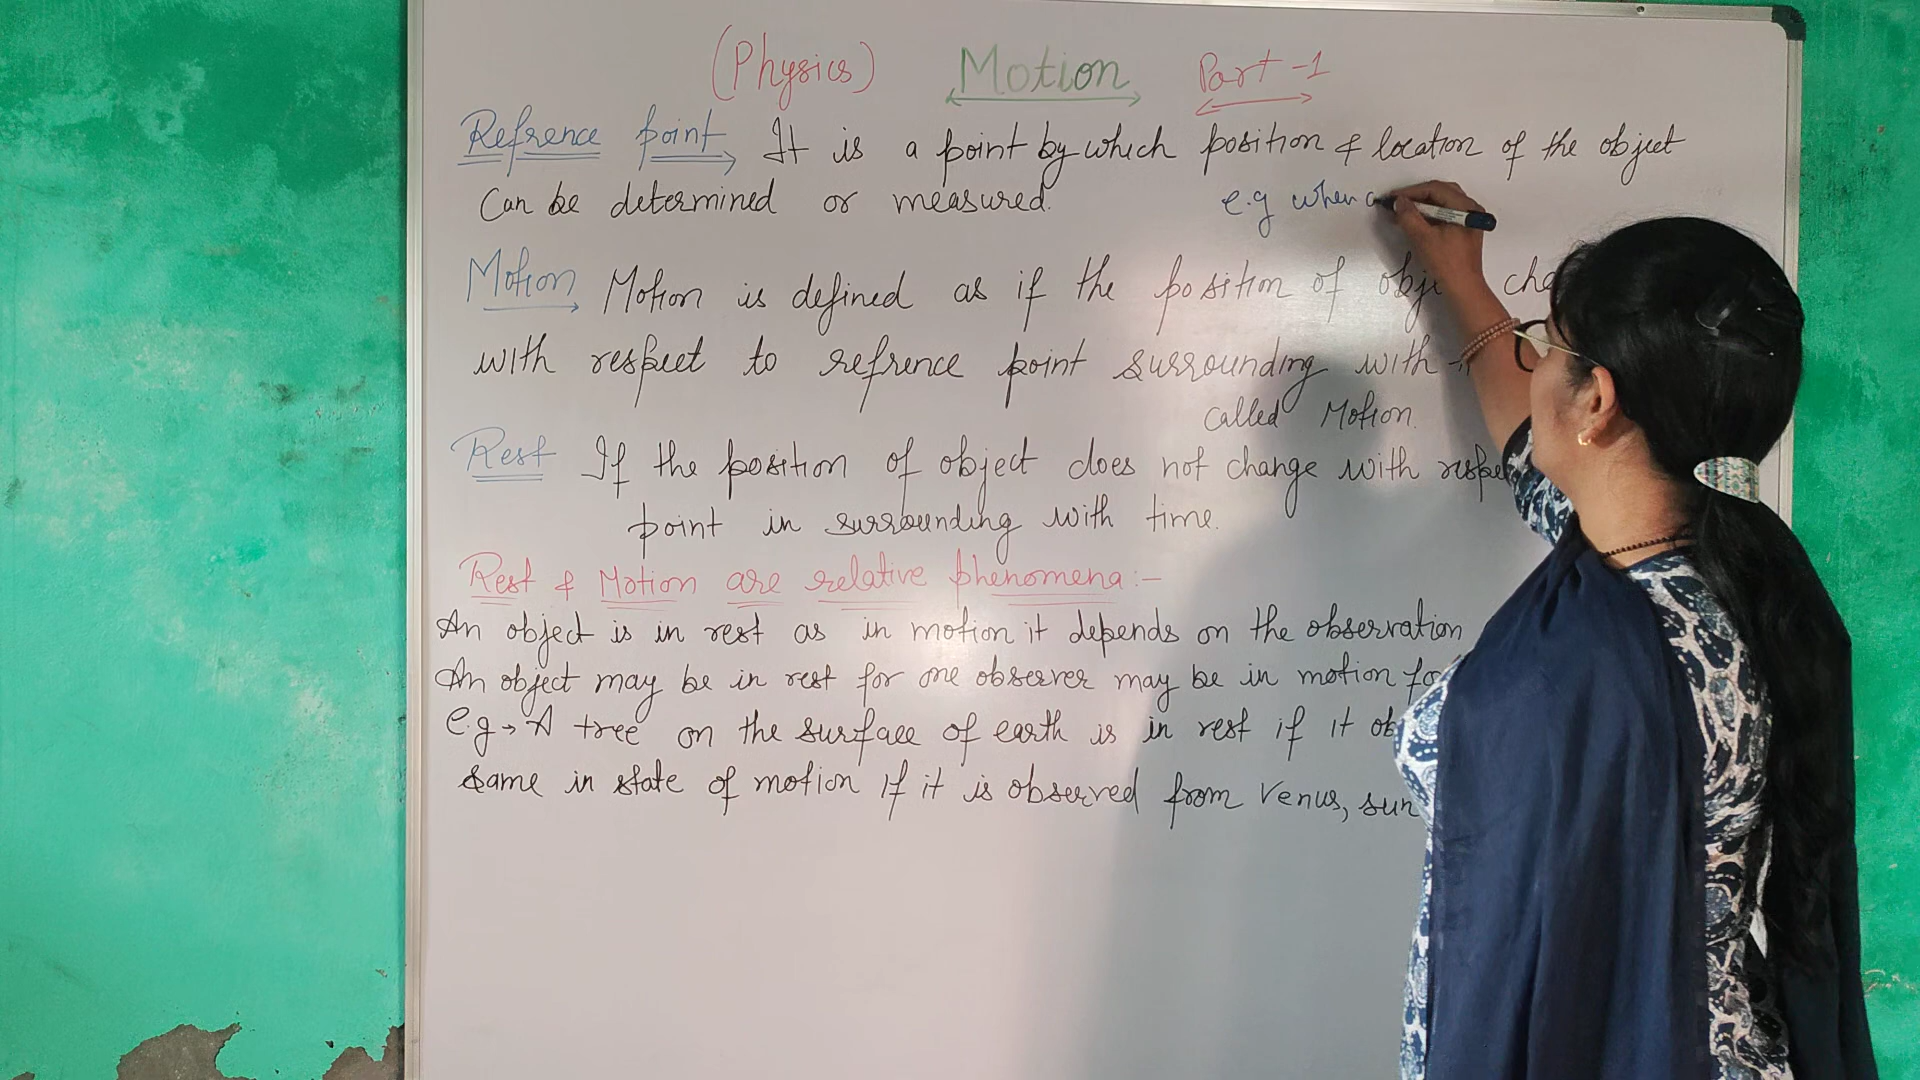 (Physics) Motion Part-1
Refrence point → It is a point by which position & location of the object
Can be determined or measured.
e.g when
Motion Motion is defined as if the position of obje
with respect to refrence point surrounding with
called Motion.
Rest If the position of object does not change with respe
point in surrounding with time.
Rest & Motion are relative phenomena:-
An object is in rest as in motion it depends on the observation
An object may be in rest for one observer may be in motion fo
e.g → A tree on the surface of earth is in rest if it ob
same in state of motion If it is observed from Venus, sun